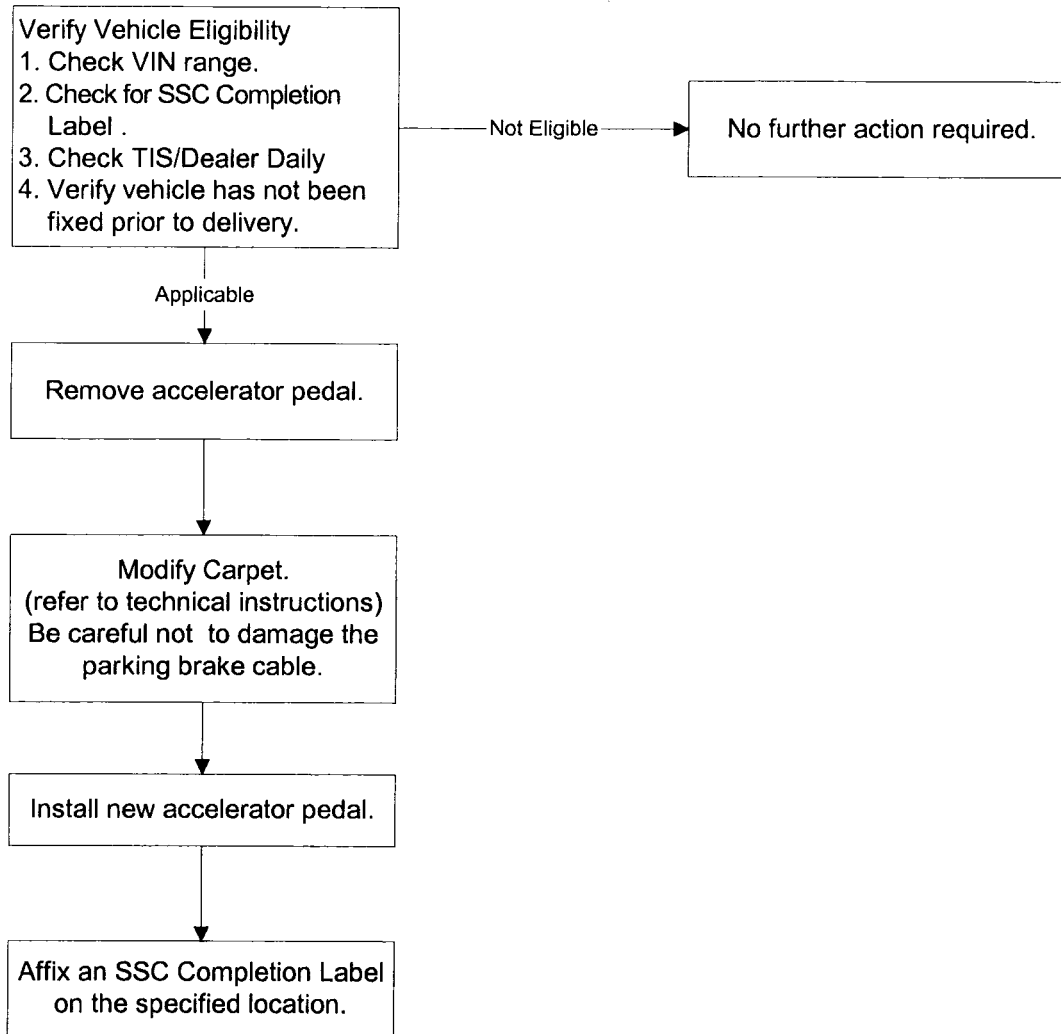 Verify Vehicle Eligibility
1. Check VIN range.
2. Check for SSC Completion
Label .
3. Check TIS/Dealer Daily
4. Verify vehicle has not been
fixed prior to delivery.
Not Eligible
No further action required.
Applicable
Remove accelerator pedal.
Modify Carpet.
(refer to technical instructions)
Be careful not to damage the
parking brake cable.
Install new accelerator pedal.
Affix an SSC Completion Label
on the specified location.